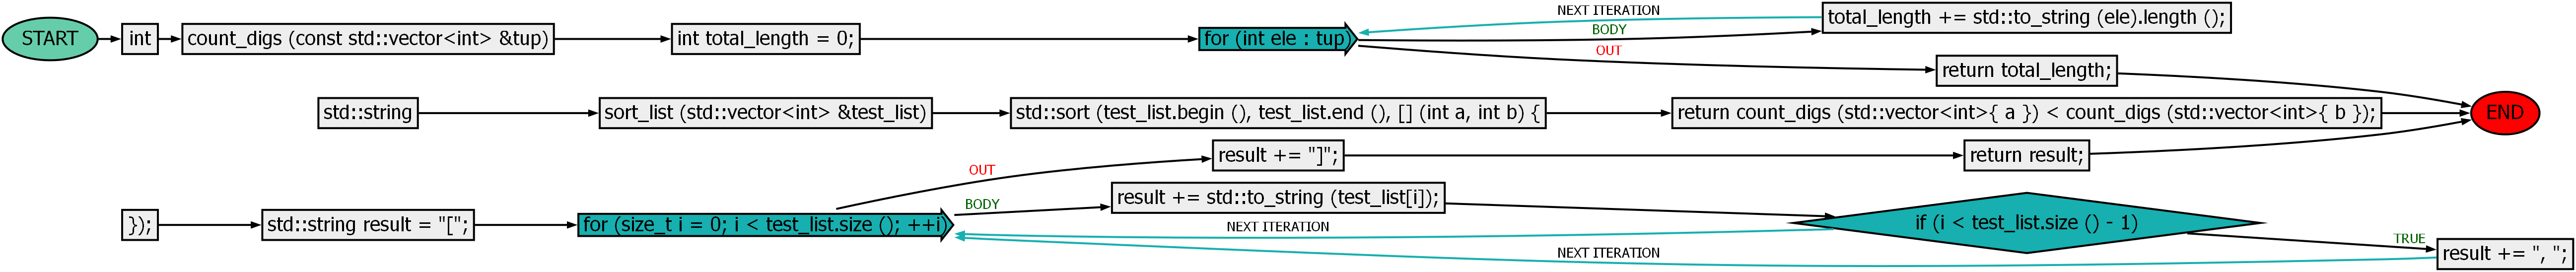 START
int
count_digs (const std::vector<int> &tup)
int total_length = 0;
for (int ele : tup)
NEXT ITERATION
BODY
OUT
total_length += std::to_string (ele).length ();
return total_length;
std::string
sort_list (std::vector<int> &test_list)
std::sort (test_list.begin (), test_list.end (), [] (int a, int b) {
return count_digs (std::vector<int>{ a }) < count_digs (std::vector<int>{ b });
END
});
std::string result = "[";
for (size_t i = 0; i < test_list.size (); ++i)
OUT
result += "]";
return result;
BODY
result += std::to_string (test_list[i]);
NEXT ITERATION
if (i < test_list.size () - 1)
TRUE
NEXT ITERATION
result += ", ";